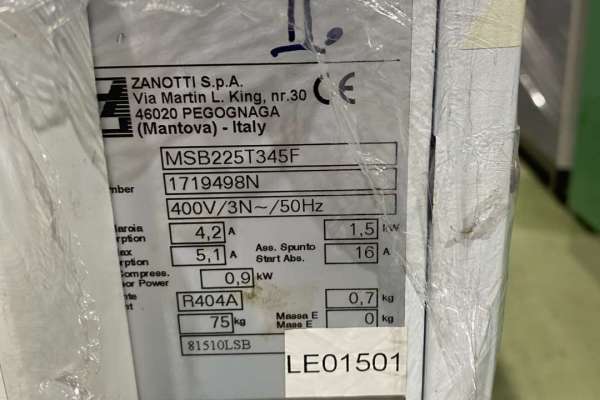 ZANOTTI S.p.A.
Via Martin L. King, nr.30
46020 PEGOGNAGA
(Mantova) - Italy
CE
MSB225T345F
mber 1719498N
400V/3N~/50Hz
Marcia
rption 4,2 A 1,5 kW
ax
rption 5,1 A Ass. Spunto
Start Abs. 16 A
Compress.
or Power 0,9 kW
R404A 0,7 kg
75 kg Massa E
Mass E 0 kg
81510LSB
LE01501